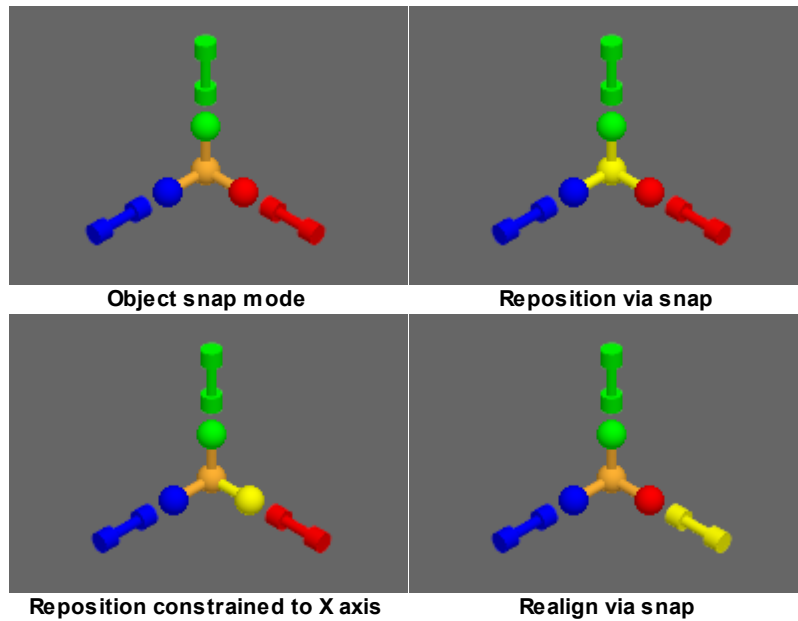 Object snap mode
Reposition via snap
Reposition constrained to X axis
Realign via snap